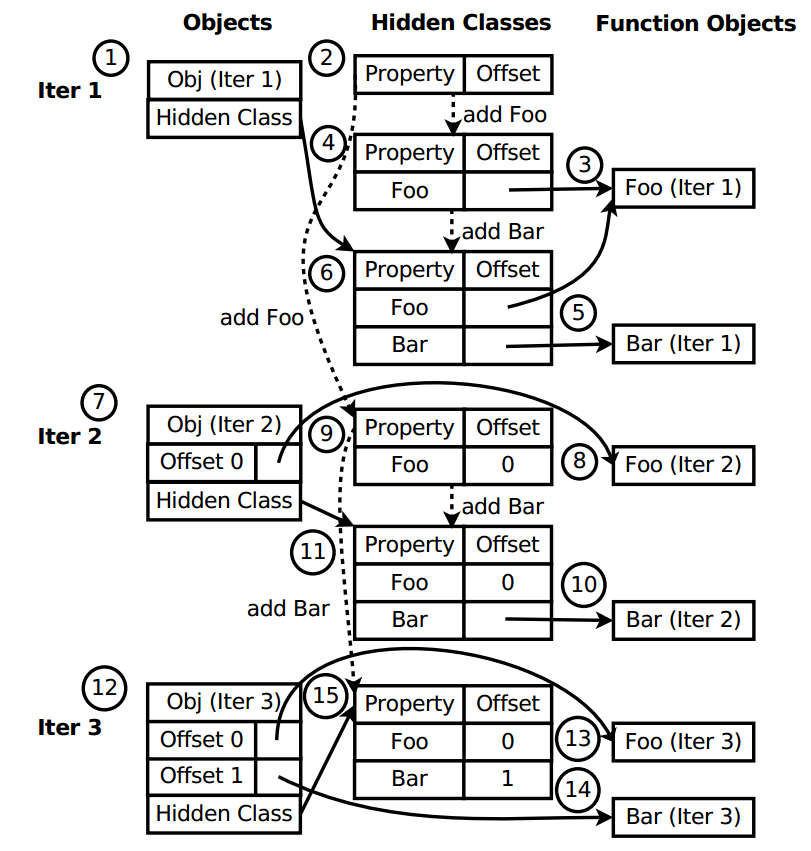 Objects
Hidden Classes
Function Objects
1
Iter 1
Obj (Iter 1)
Hidden Class
2
Property Offset
add Foo
4
Property Offset
Foo
3
Foo (Iter 1)
add Bar
6
Property Offset
Foo
Bar
5
Bar (Iter 1)
add Foo
7
Iter 2
Obj (Iter 2)
Offset 0
Hidden Class
9
Property Offset
Foo 0
8
Foo (Iter 2)
add Bar
11
Property Offset
Foo 0
Bar
10
Bar (Iter 2)
add Bar
12
Iter 3
Obj (Iter 3)
Offset 0
Offset 1
Hidden Class
15
Property Offset
Foo 0
Bar 1
13
Foo (Iter 3)
14
Bar (Iter 3)